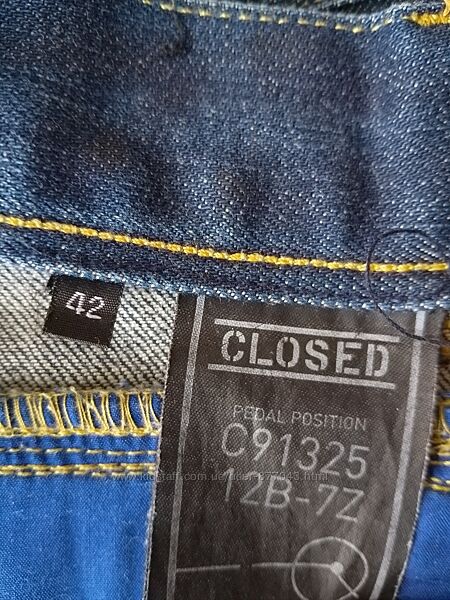 42
CLOSED
PEDAL POSITION
C91325
12B-7Z